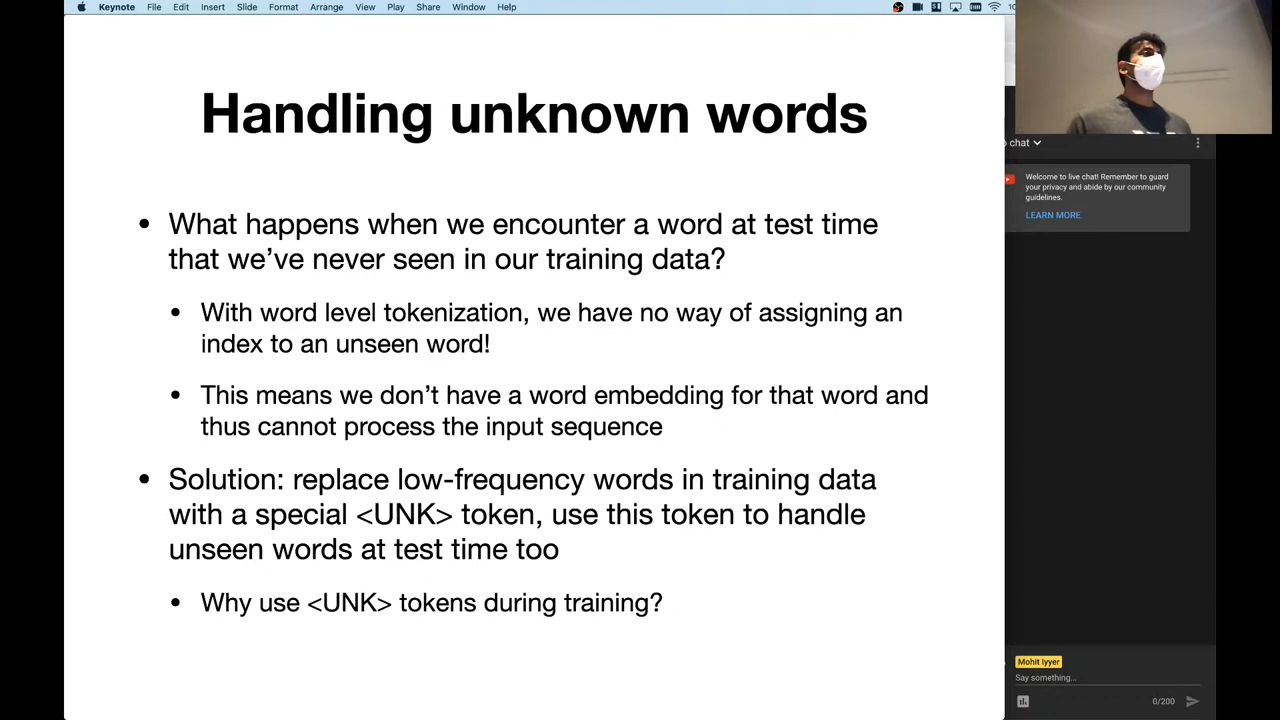 Keynote File Edit Insert Slide Format Arrange View Play Share Window Help
Handling unknown words
• What happens when we encounter a word at test time
that we’ve never seen in our training data?
• With word level tokenization, we have no way of assigning an
index to an unseen word!
• This means we don’t have a word embedding for that word and
thus cannot process the input sequence
• Solution: replace low-frequency words in training data
with a special <UNK> token, use this token to handle
unseen words at test time too
• Why use <UNK> tokens during training?
chat
Welcome to live chat! Remember to guard
your privacy and abide by our community
guidelines.
LEARN MORE
Mohit Iyyer
Say something...
0/200